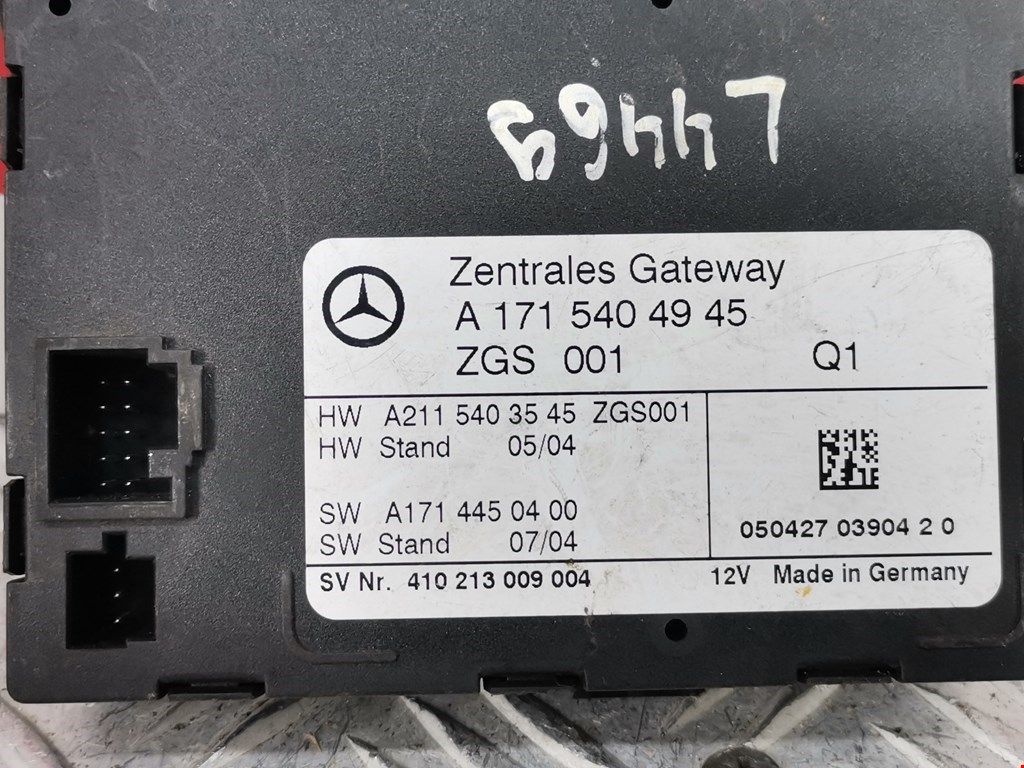 Zentrales Gateway
A 171 540 49 45
ZGS 001 Q1
HW A211 540 35 45 ZGS001
HW Stand 05/04
SW A171 445 04 00
SW Stand 07/04
050427 03904 2 0
SV Nr. 410 213 009 004 12V Made in Germany